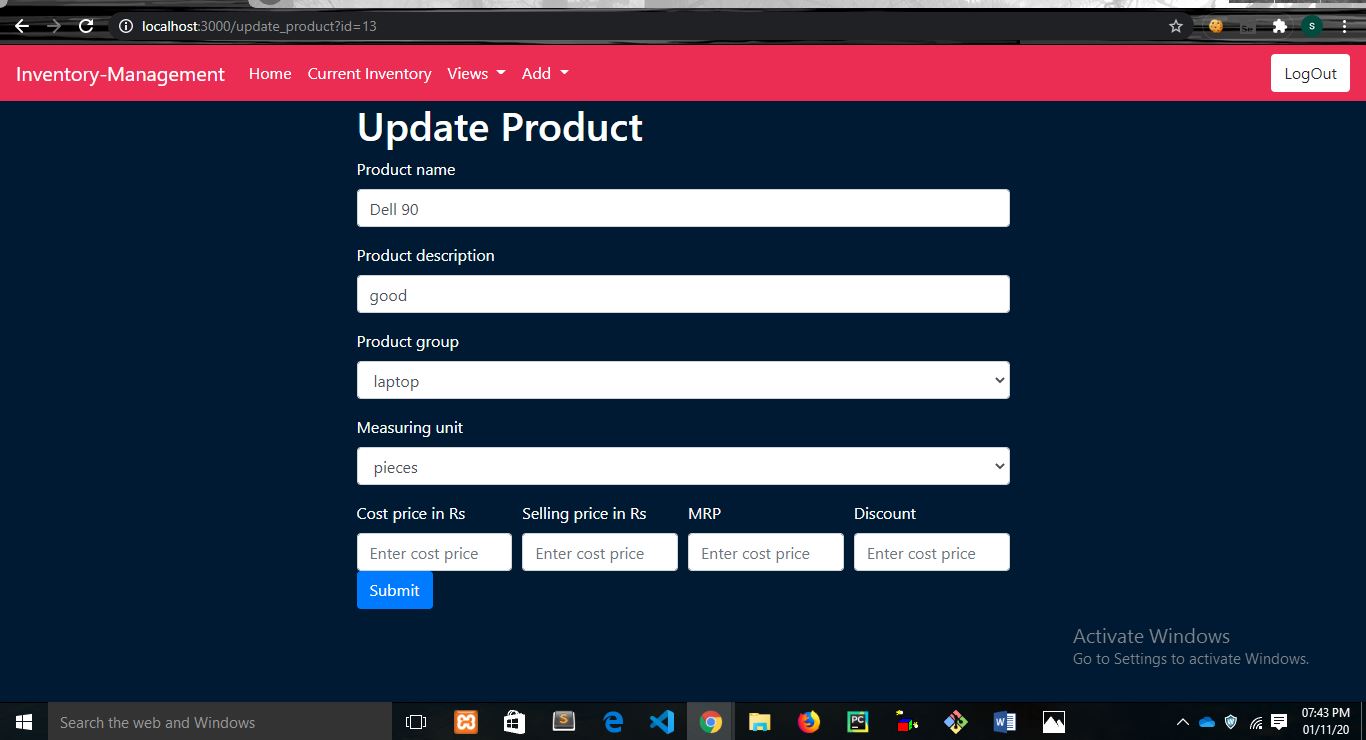 localhost:3000/update_product?id=13
S
Inventory-Management Home Current Inventory Views Add LogOut
Update Product
Product name
Dell 90
Product description
good
Product group
laptop
Measuring unit
pieces
Cost price in Rs Selling price in Rs MRP Discount
Enter cost price Enter cost price Enter cost price Enter cost price
Submit
Activate Windows
Go to Settings to activate Windows.
Search the web and Windows
S
PC
W
07:43 PM
01/11/20